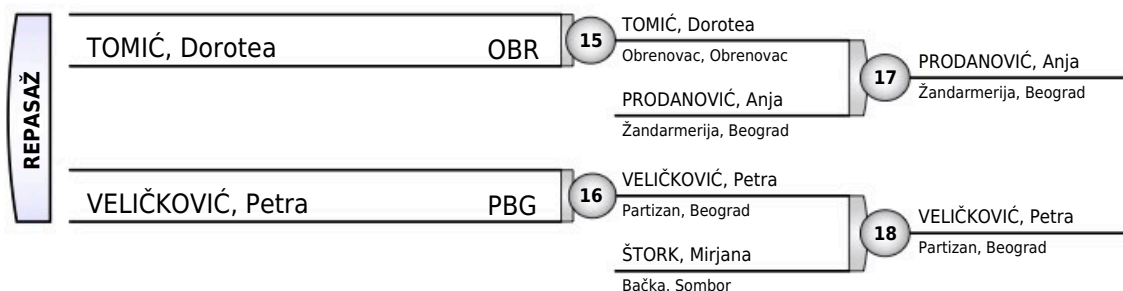 REPASAŽ
TOMIĆ, Dorotea OBR
15
TOMIĆ, Dorotea
Obrenovac, Obrenovac
PRODANOVIĆ, Anja
Žandarmerija, Beograd
17
PRODANOVIĆ, Anja
Žandarmerija, Beograd
VELIČKOVIĆ, Petra PBG
16
VELIČKOVIĆ, Petra
Partizan, Beograd
ŠTORK, Mirjana
Bačka, Sombor
18
VELIČKOVIĆ, Petra
Partizan, Beograd